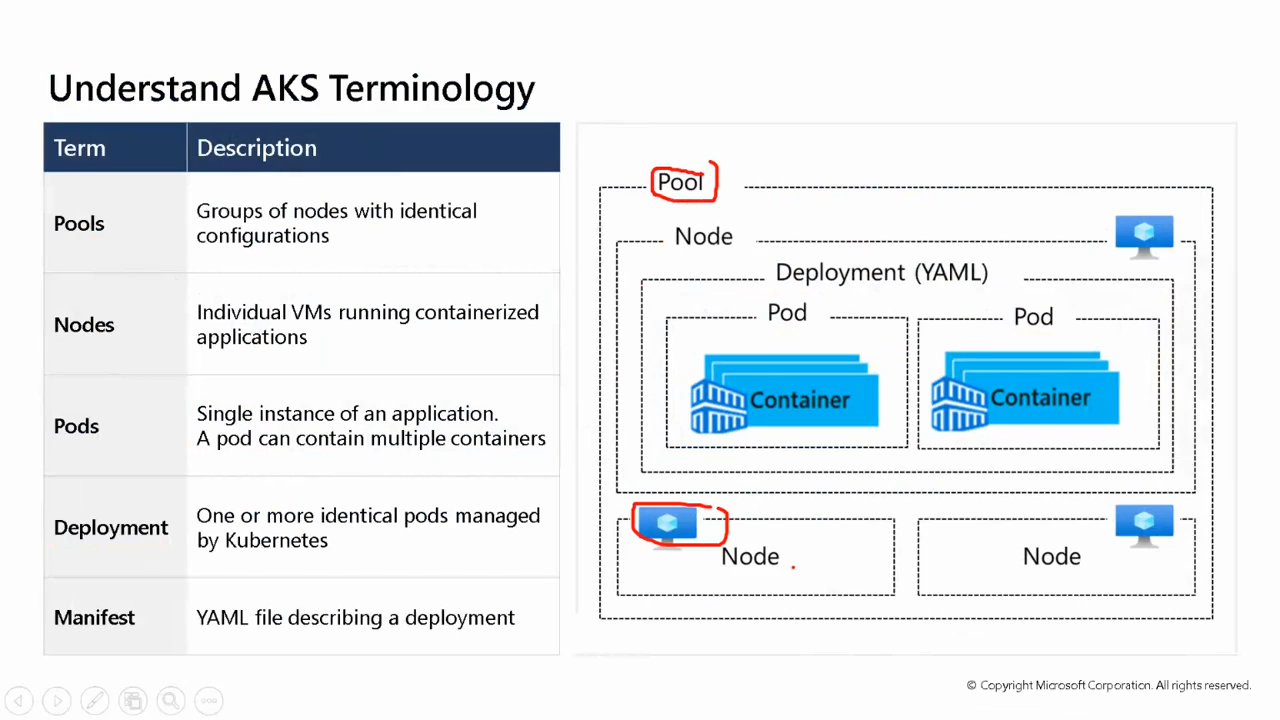 Understand AKS Terminology
Term Description
Pools
Groups of nodes with identical
configurations
Nodes
Individual VMs running containerized
applications
Pods
Single instance of an application.
A pod can contain multiple containers
Deployment
One or more identical pods managed
by Kubernetes
Manifest
YAML file describing a deployment
Pool
Node
Deployment (YAML)
Pod
Pod
Container
Container
Node
Node
© Copyright Microsoft Corporation. All rights reserved.